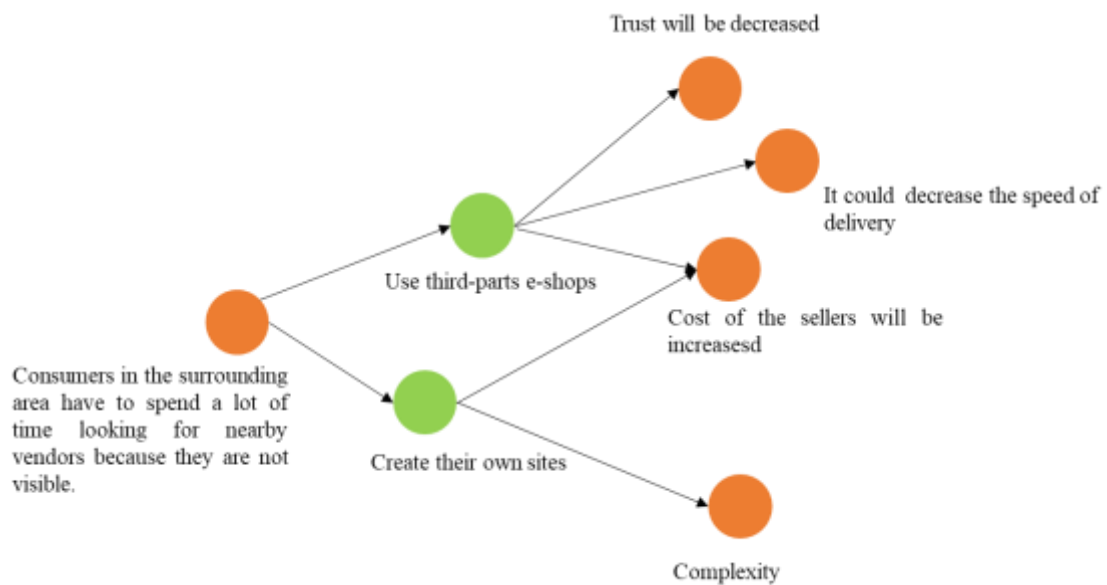 Trust will be decreased
It could decrease the speed of
delivery
Use third-parts e-shops
Cost of the sellers will be
increasesd
Consumers in the surrounding
area have to spend a lot of
time looking for nearby
vendors because they are not
visible.
Create their own sites
Complexity